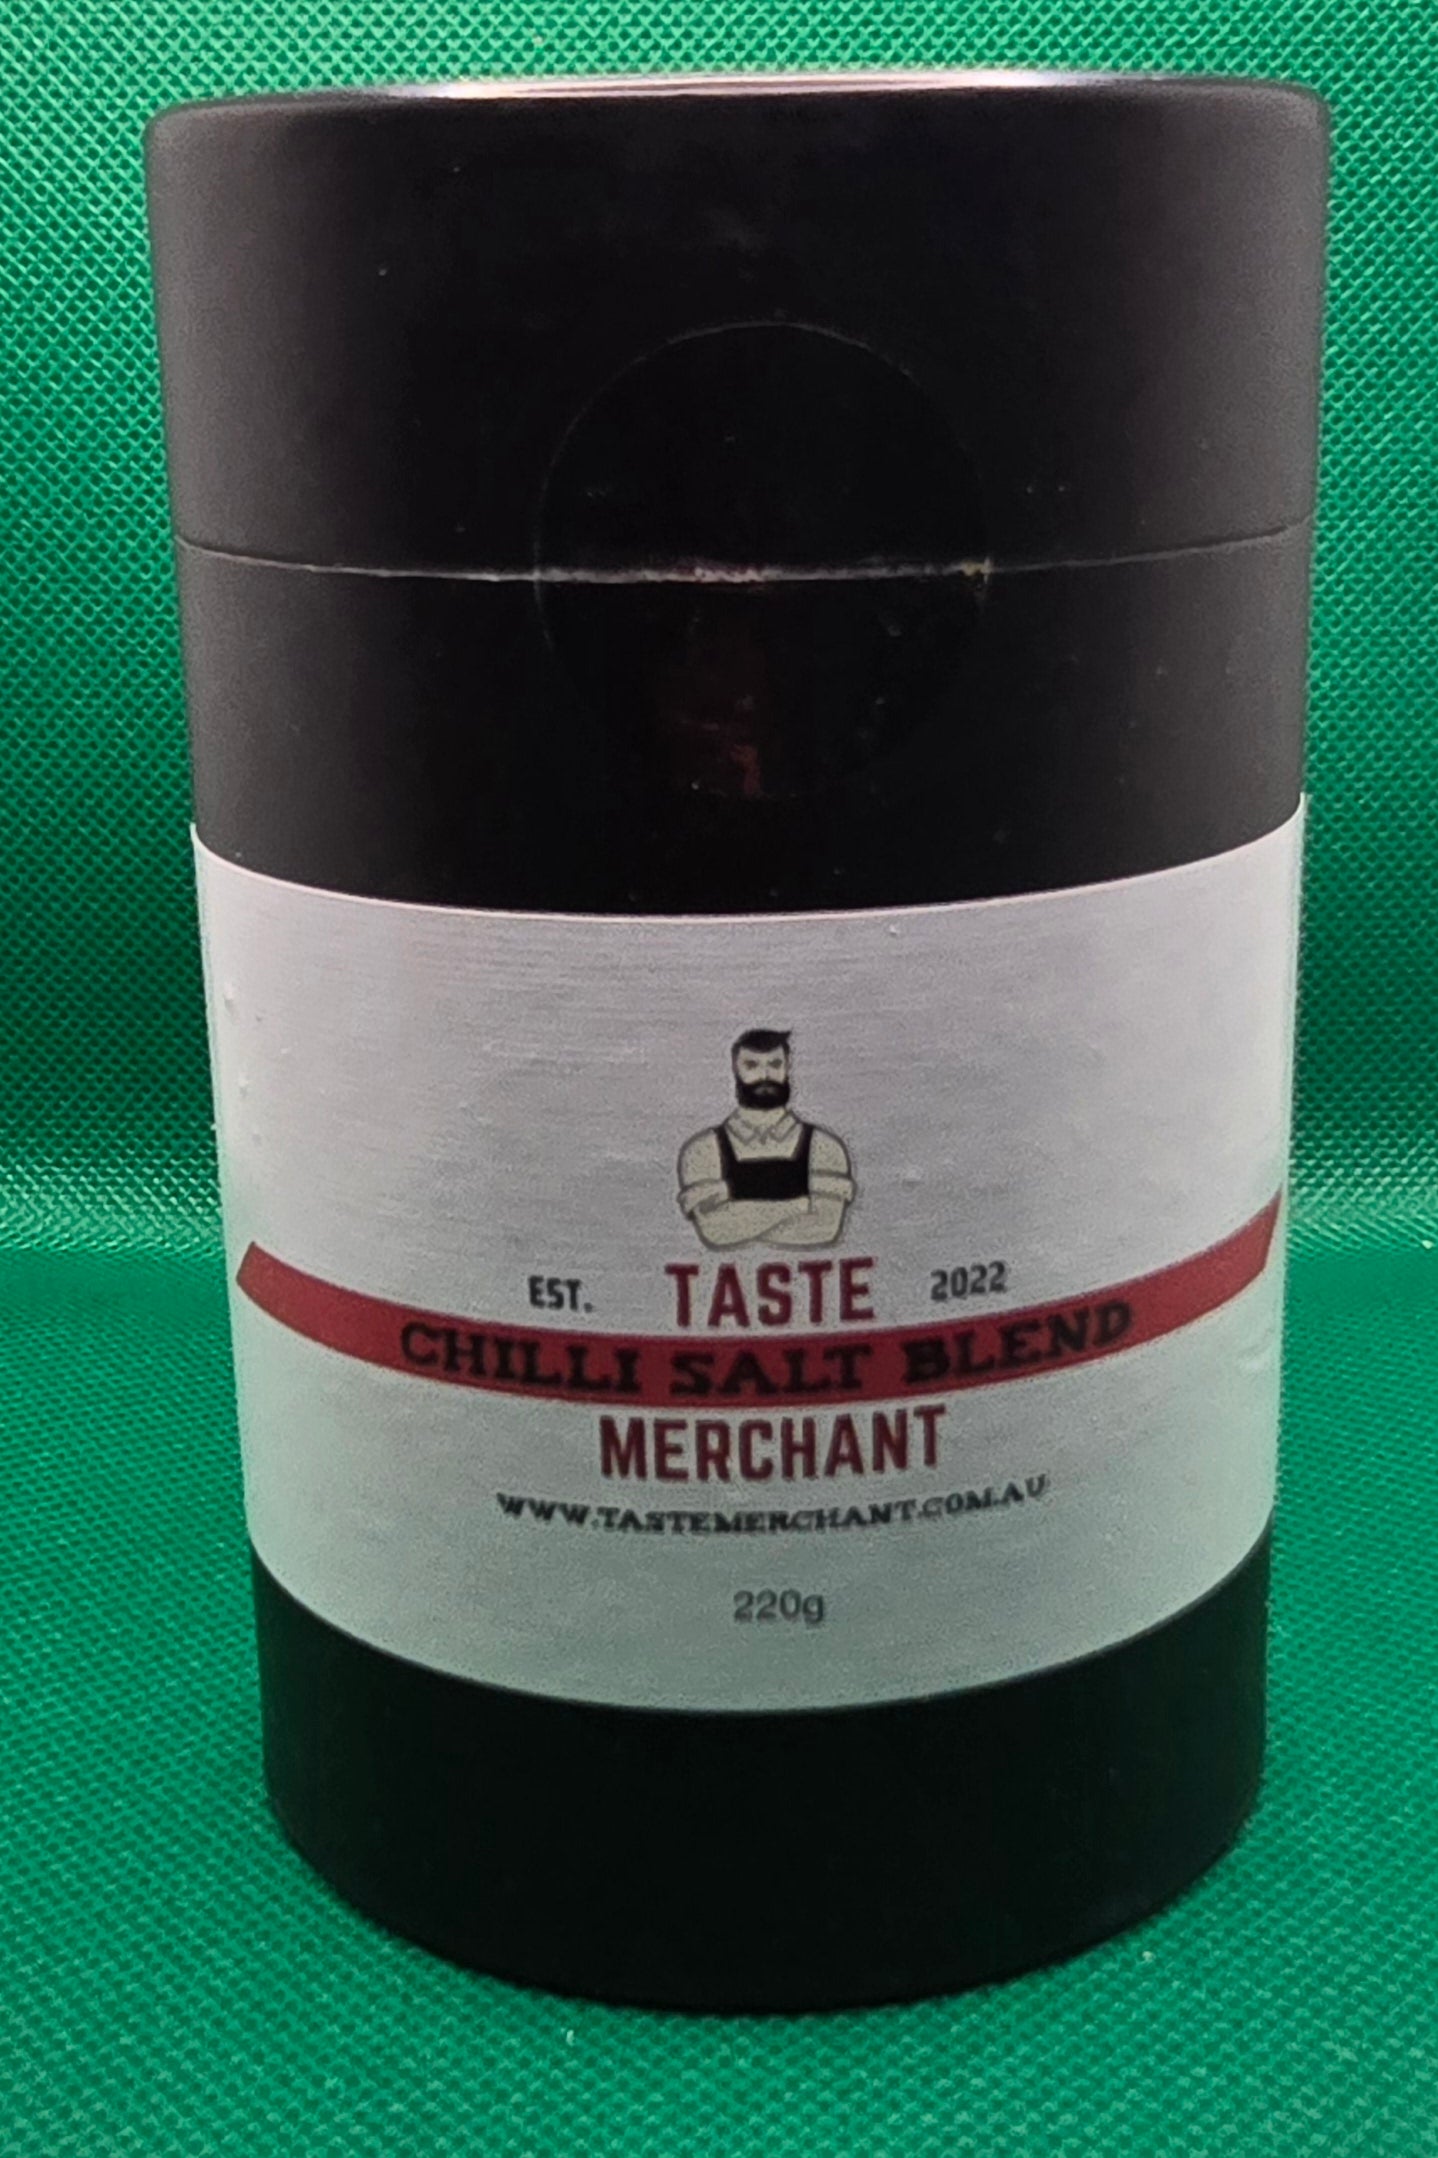 EST. TASTE 2022
CHILLI SALT BLEND
MERCHANT
WWW.TASTEMERCHANT.COM.AU
220g